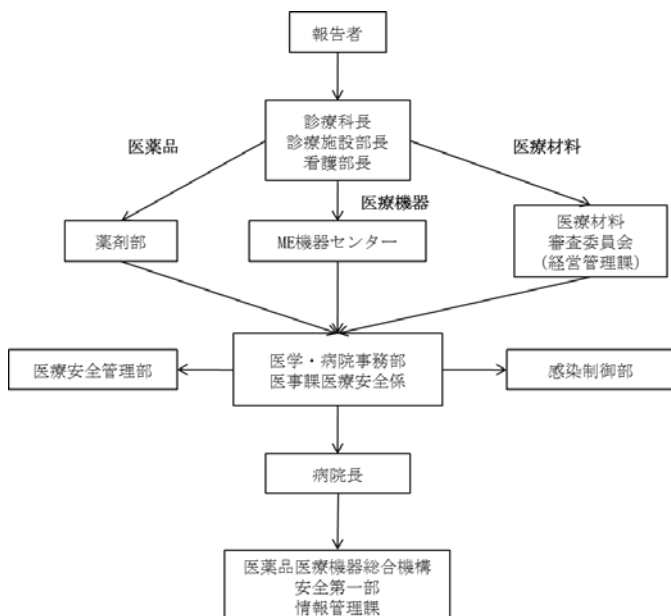 報告者
診療科長
診療施設部長
看護部長
医薬品
医療材料
医療機器
薬剤部
ME機器センター
医療材料
審査委員会
(経営管理課)
医療安全管理部
医学・病院事務部
医事課医療安全係
感染制御部
病院長
医薬品医療機器総合機構
安全第一部
情報管理課